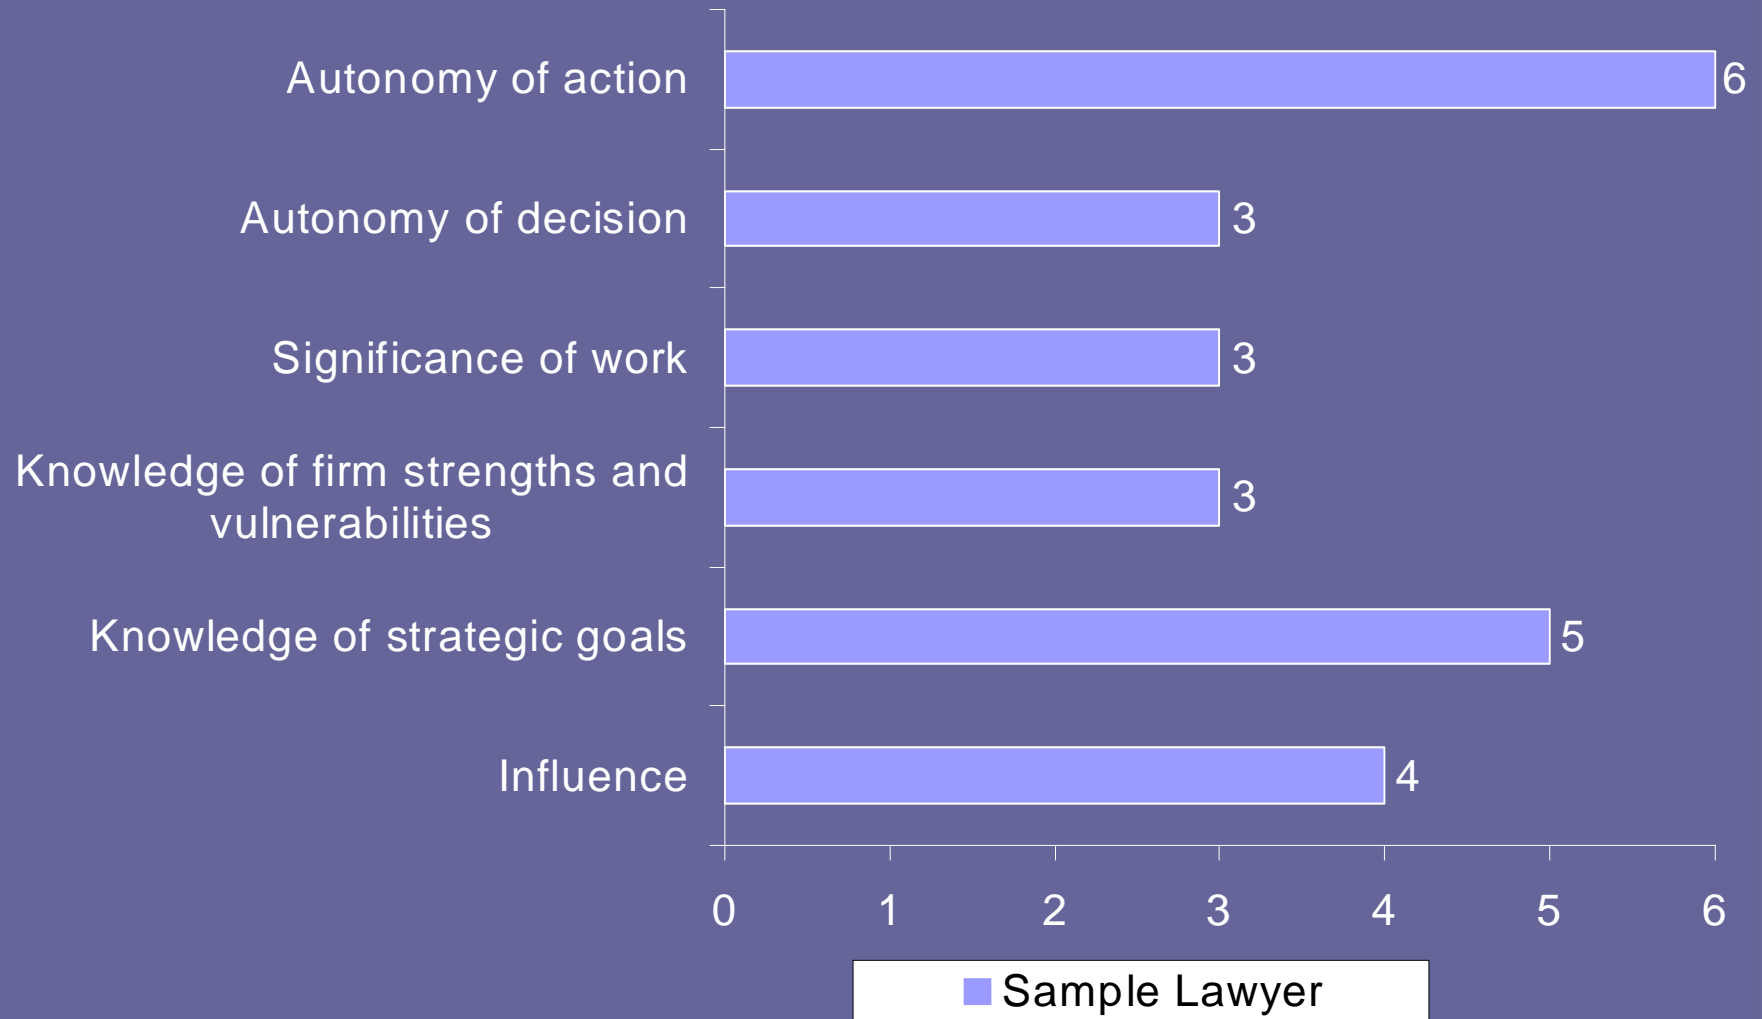 Autonomy of action
6
Autonomy of decision
3
Significance of work
3
Knowledge of firm strengths and
vulnerabilities
3
Knowledge of strategic goals
5
Influence
4
0 1 2 3 4 5 6
Sample Lawyer